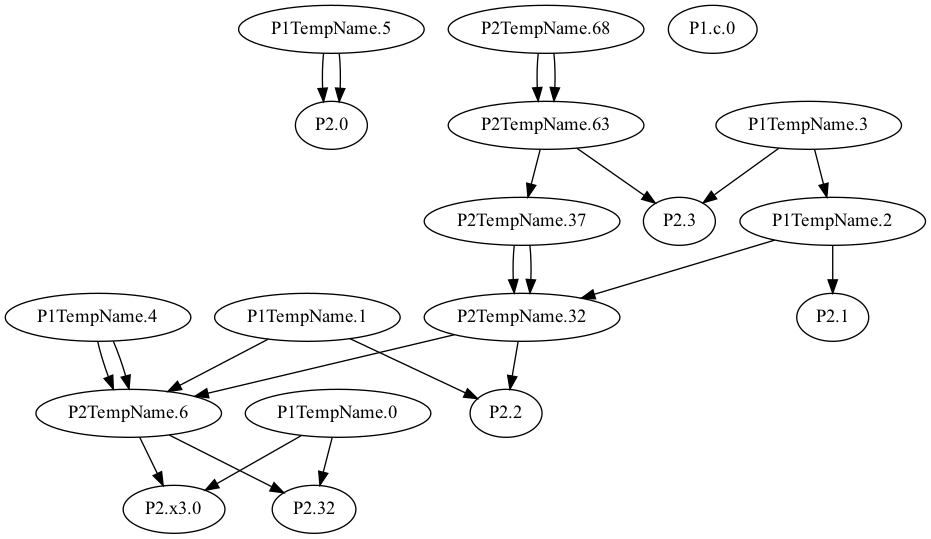 P1TempName.5
P2TempName.68
P1.c.0
P2.0
P2TempName.63
P1TempName.3
P2TempName.37
P2.3
P1TempName.2
P1TempName.4
P1TempName.1
P2TempName.32
P2.1
P2TempName.6
P1TempName.0
P2.2
P2.x3.0
P2.32